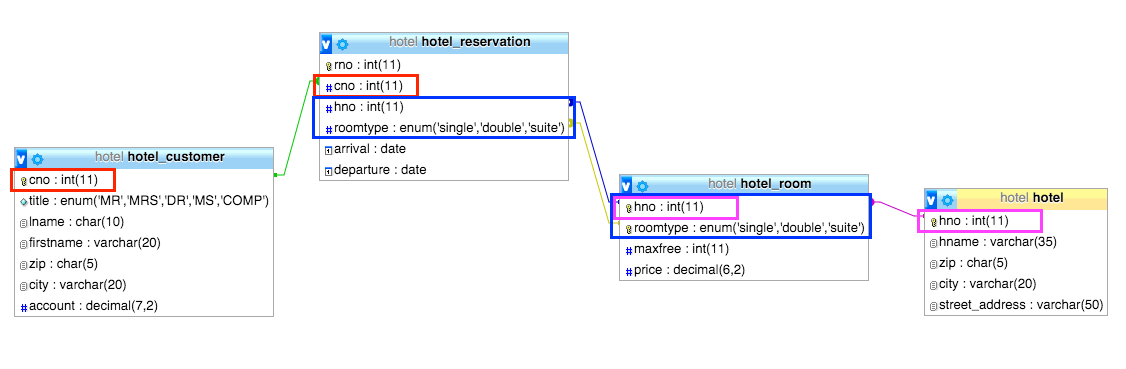 hotel hotel_reservation
rno : int(11)
cno : int(11)
hno : int(11)
roomtype : enum('single','double','suite')
arrival : date
departure : date
hotel hotel_customer
cno : int(11)
title : enum('MR','MRS','DR','MS','COMP')
lname : char(10)
firstname : varchar(20)
zip : char(5)
city : varchar(20)
account : decimal(7,2)
hotel hotel_room
hno : int(11)
roomtype : enum('single','double','suite')
maxfree : int(11)
price : decimal(6,2)
hotel hotel
hno : int(11)
hname : varchar(35)
zip : char(5)
city : varchar(20)
street_address : varchar(50)